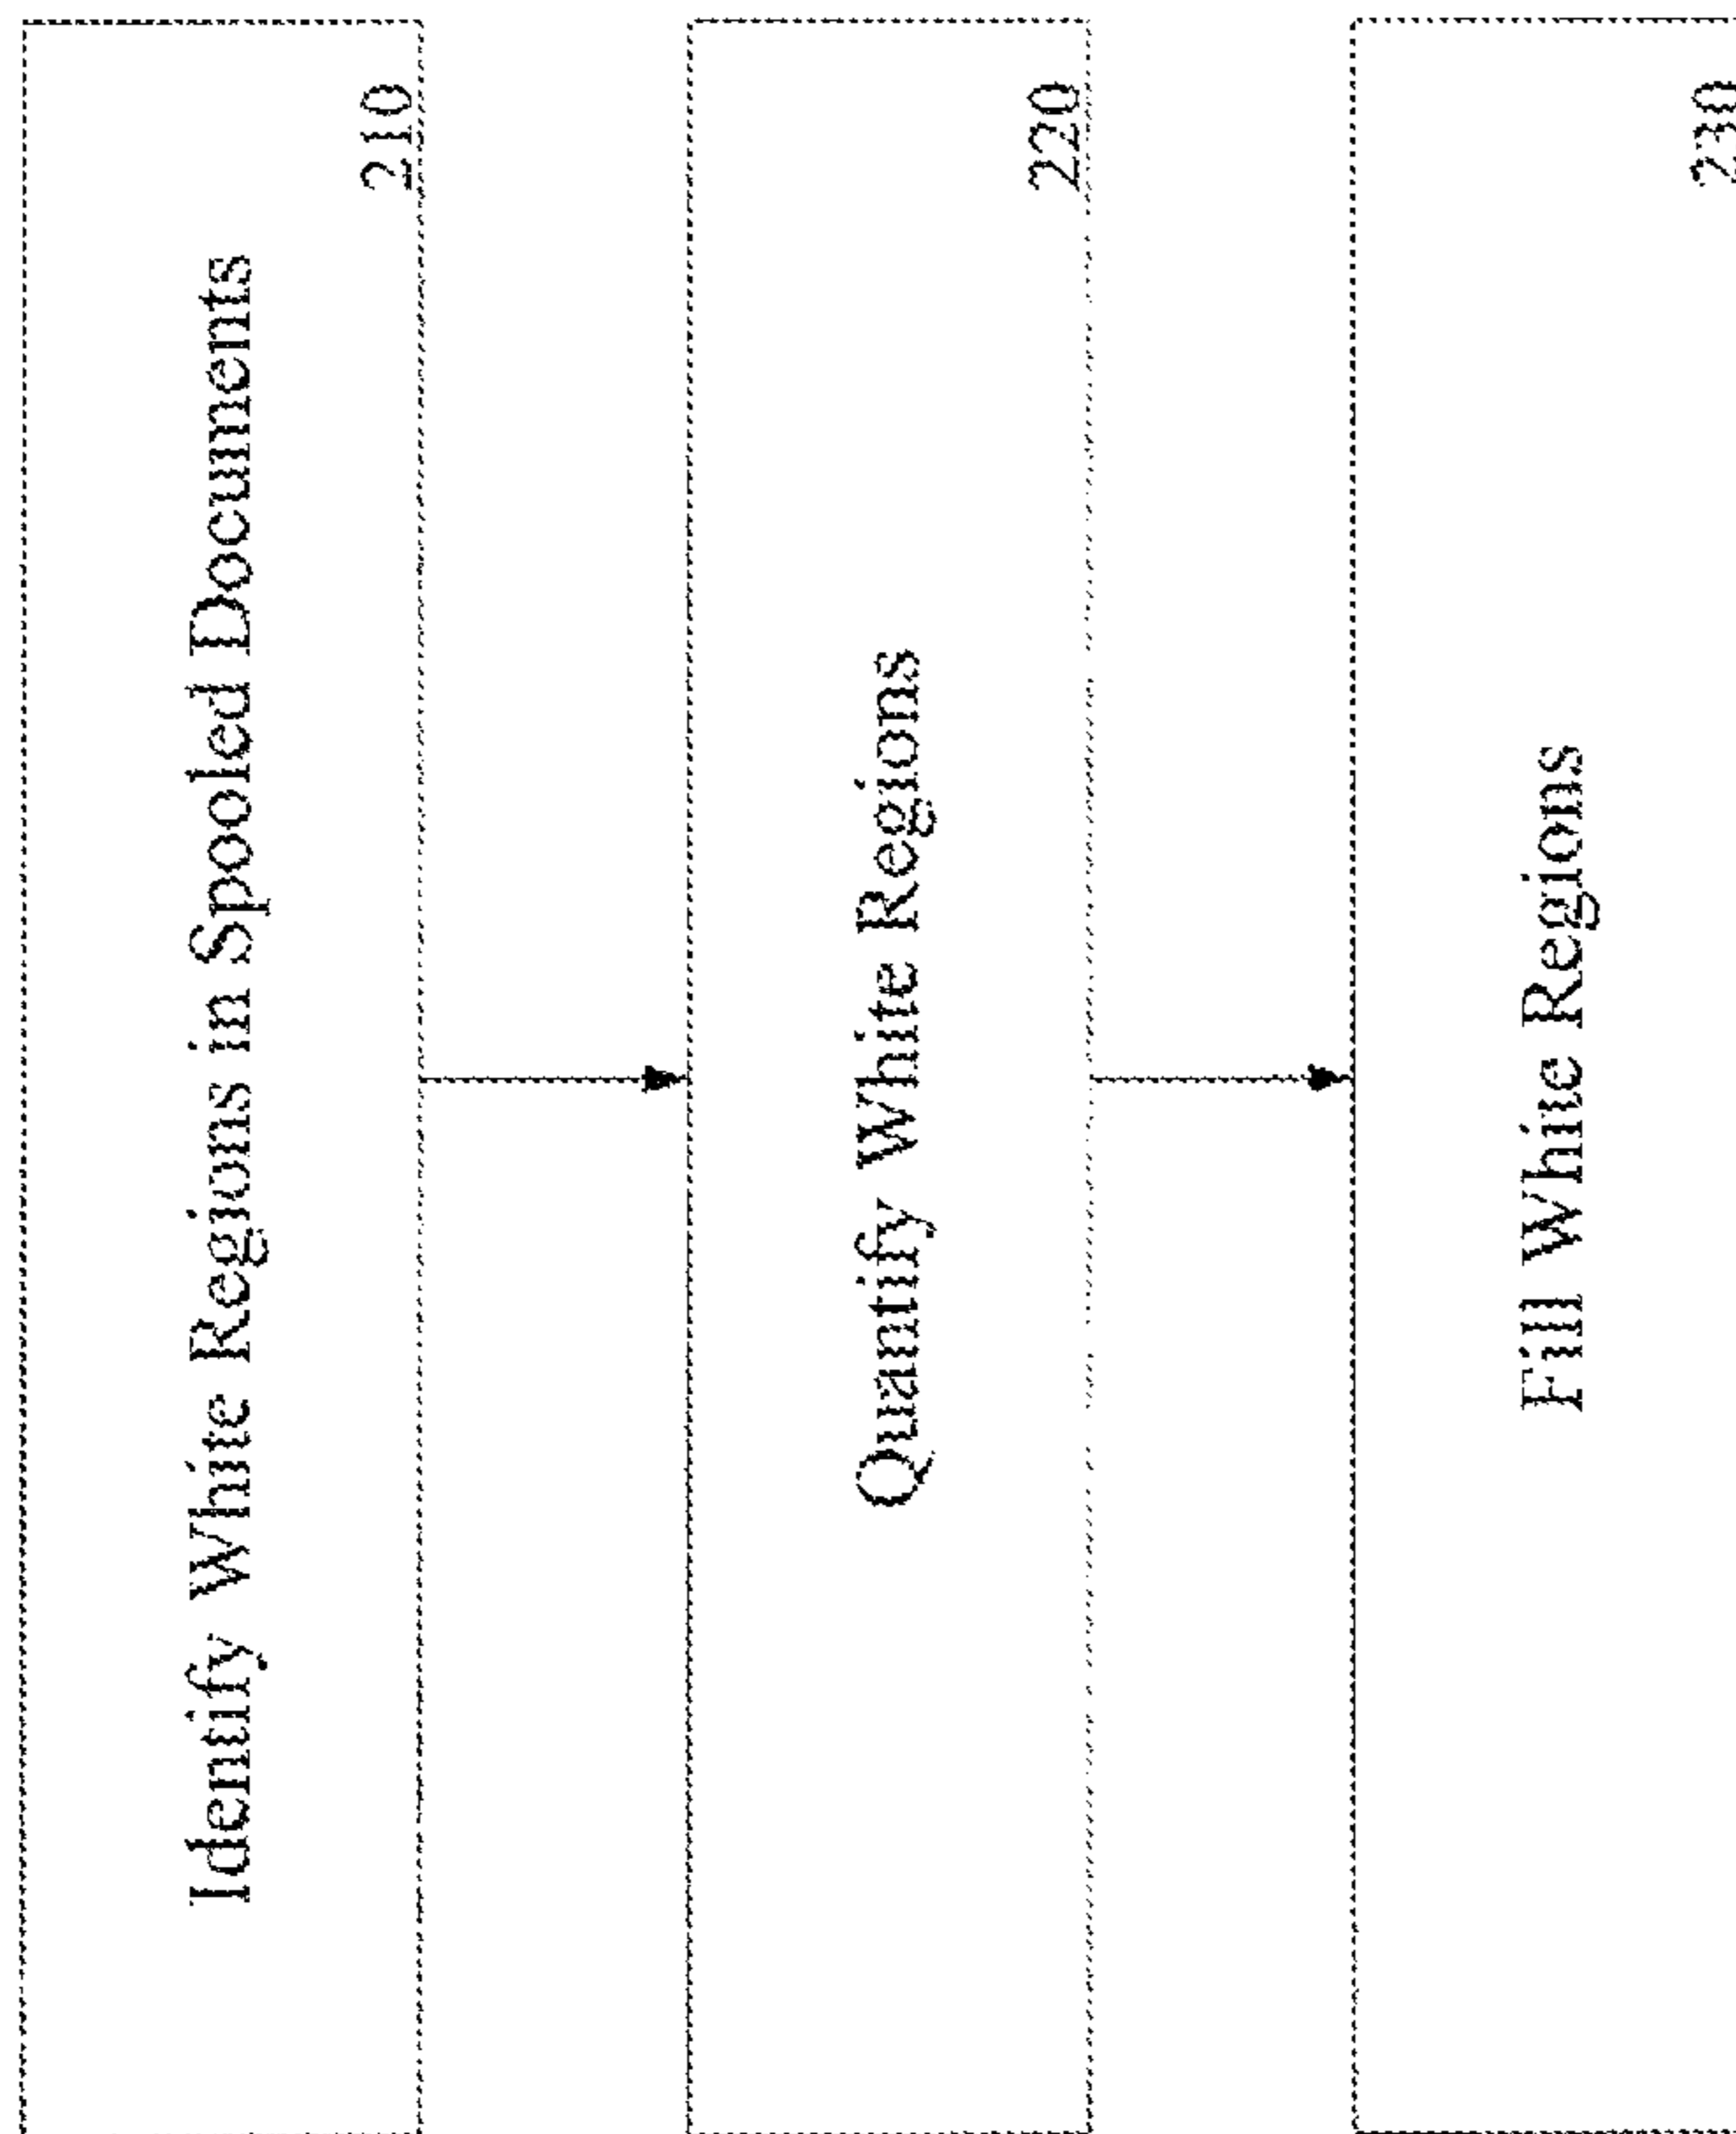 Identify White Regions in Spooled Documents
210
Quantify White Regions
220
Fill White Regions
230